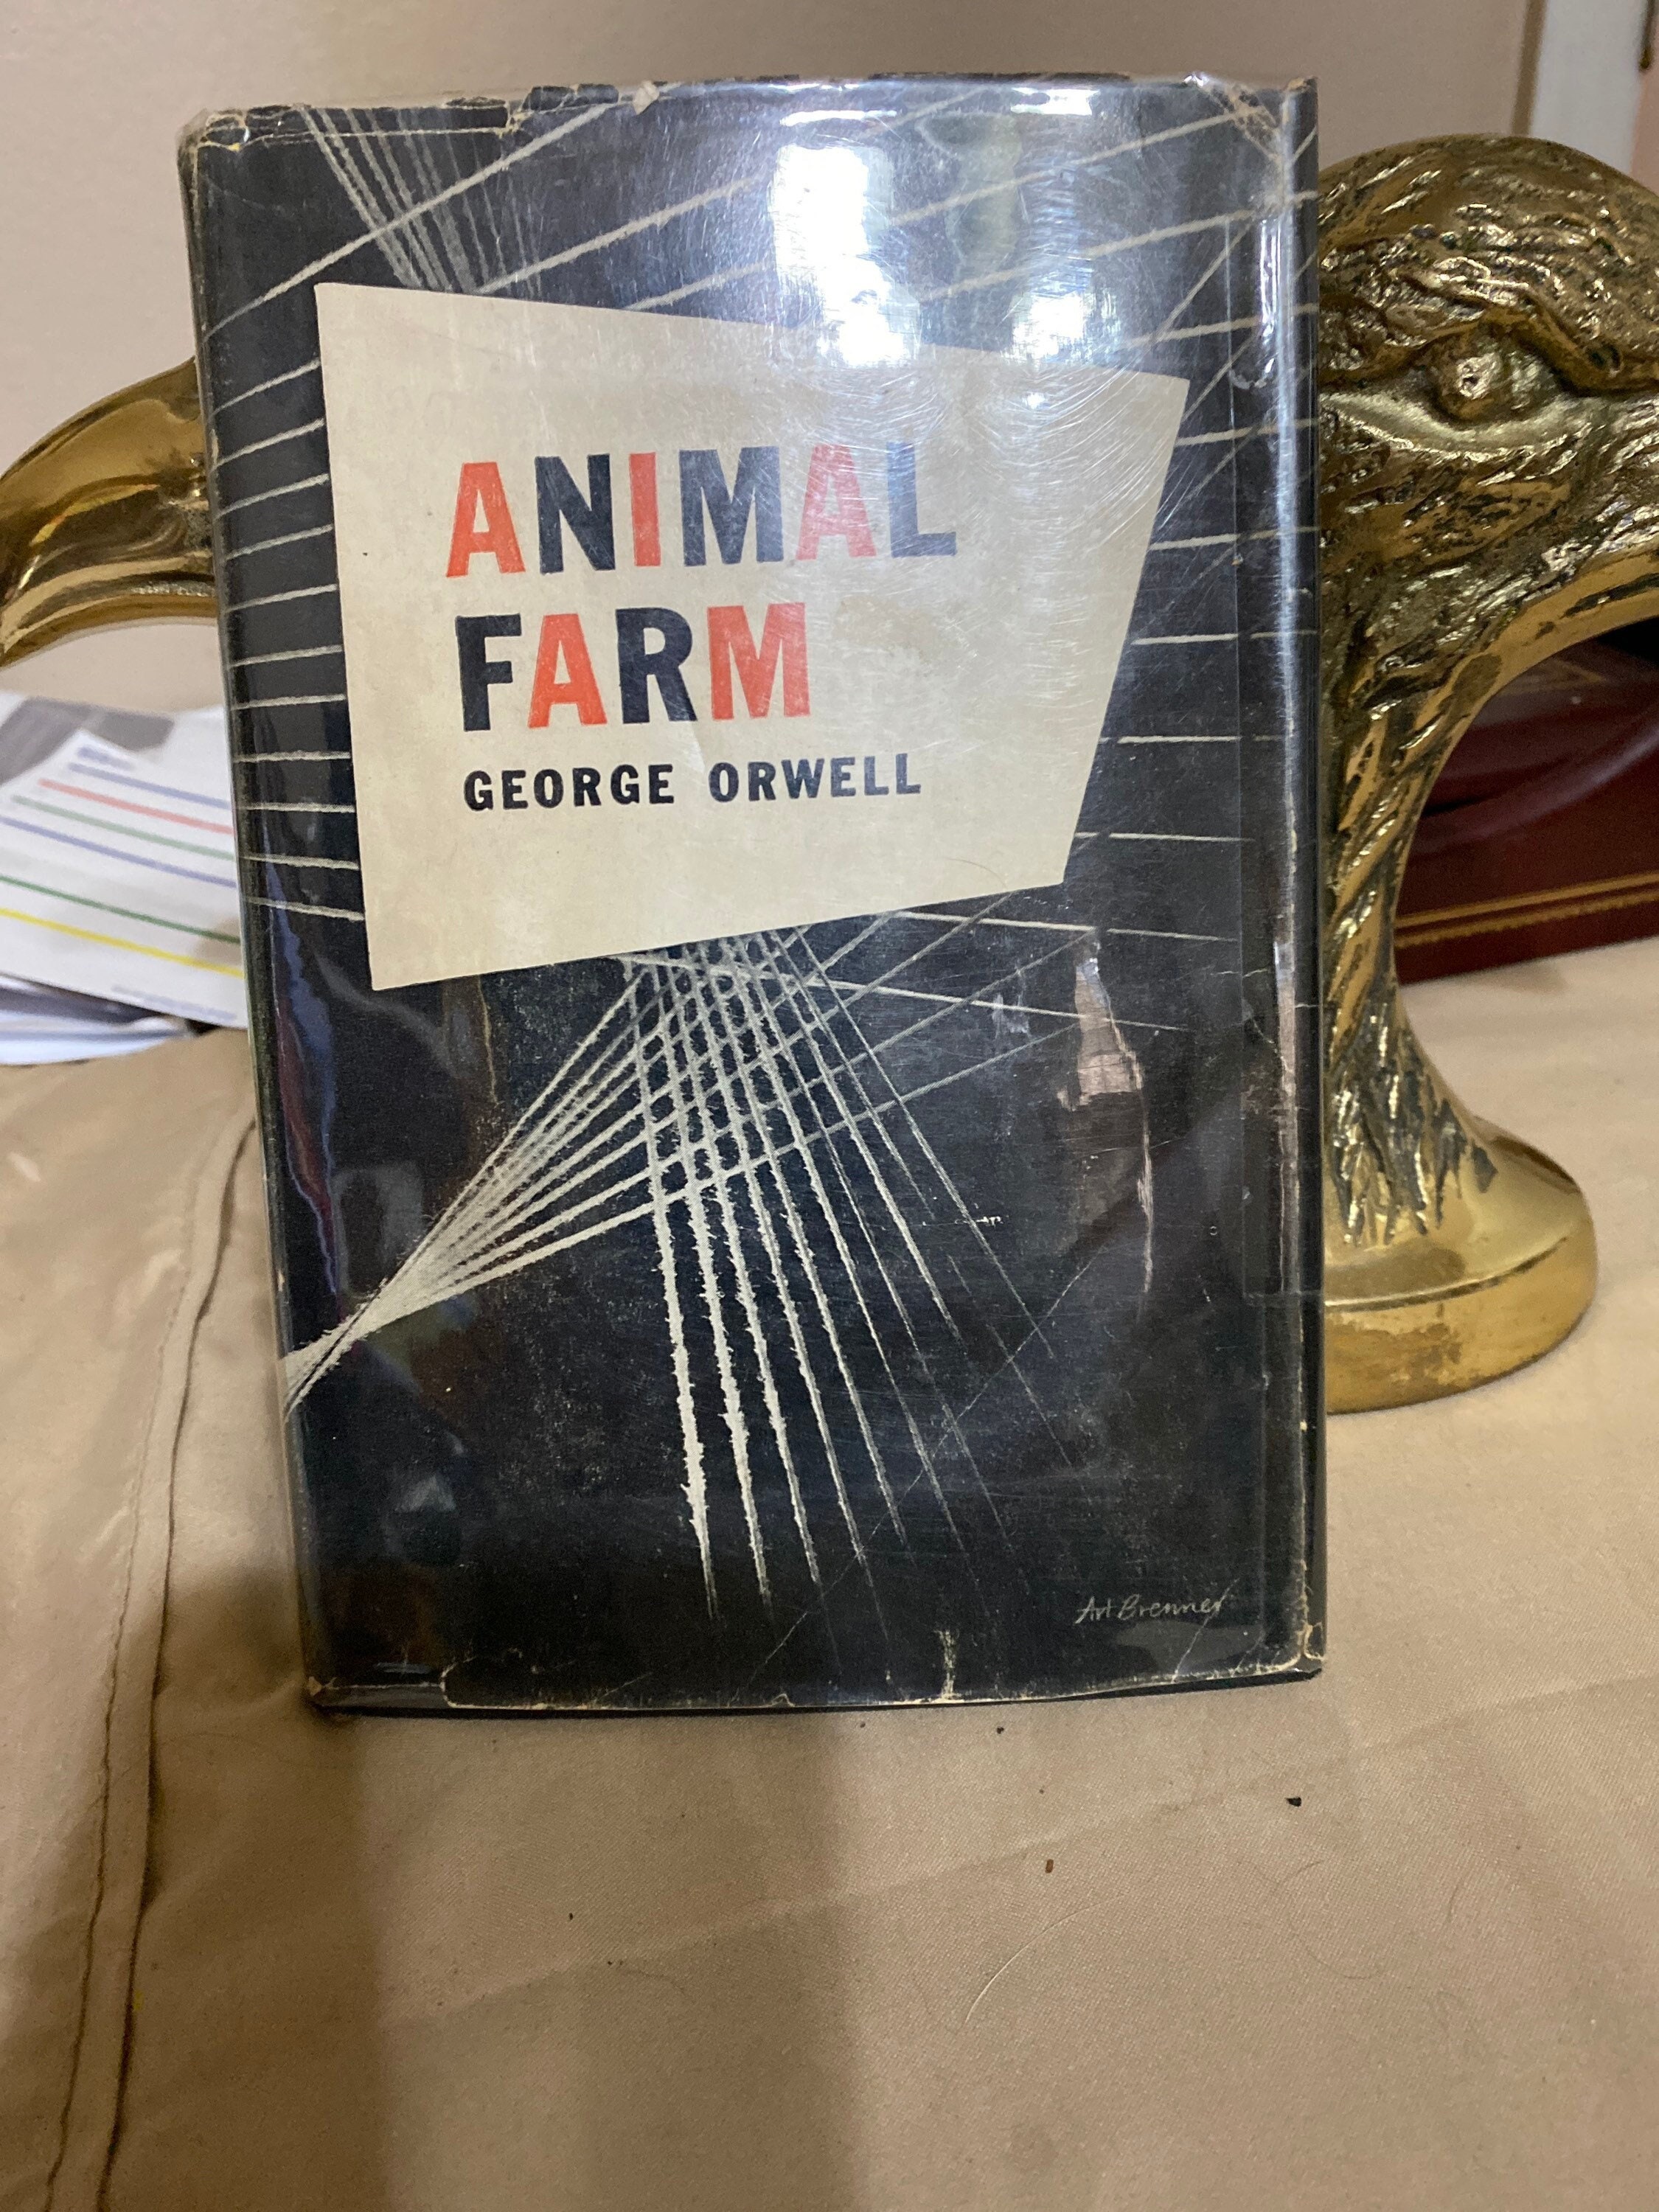 ANIMAL
FARM
GEORGE ORWELL
Art Brenner